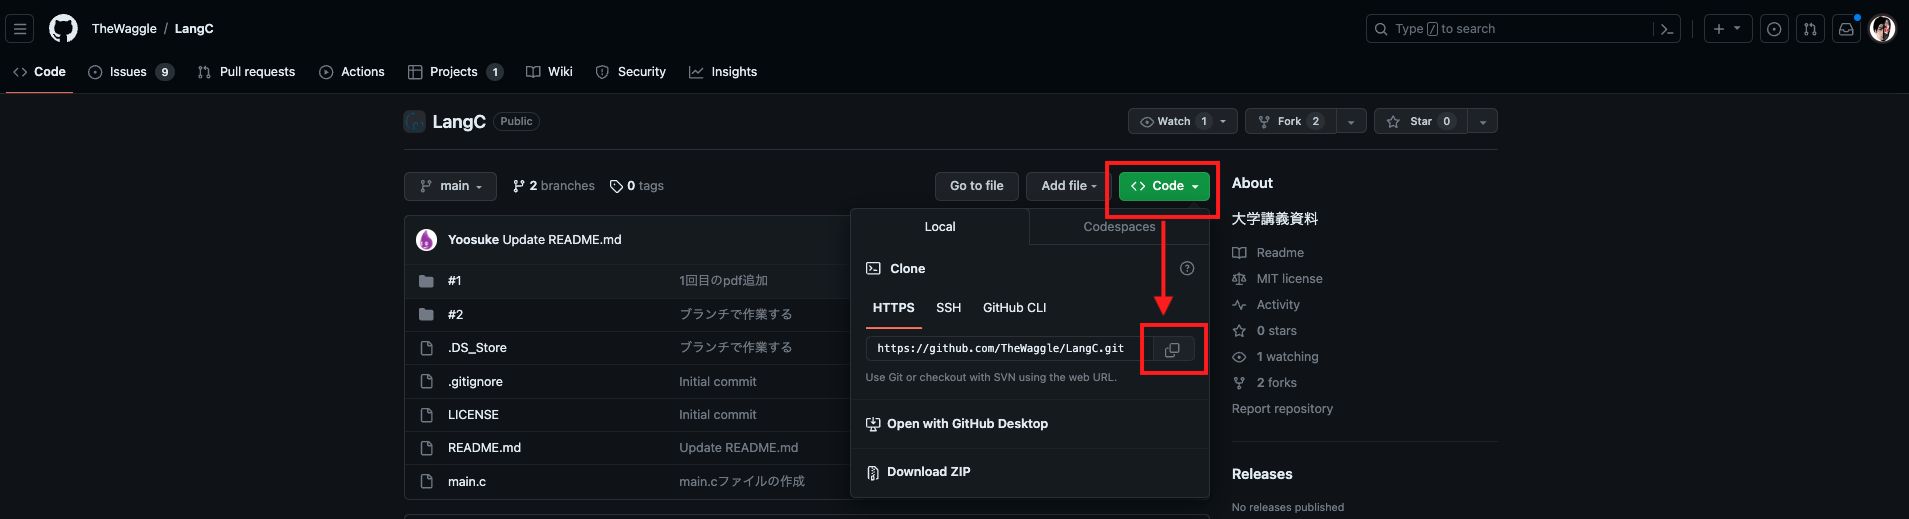 TheWaggle / LangC
Type / to search
Code
Issues 9
Pull requests
Actions
Projects 1
Wiki
Security
Insights
LangC Public
Watch 1
Fork 2
Star 0
main
2 branches
0 tags
Go to file
Add file
Code
Yoosuke Update README.md
#1 1回目のpdf追加
#2 ブランチで作業する
.DS_Store ブランチで作業する
.gitignore Initial commit
LICENSE Initial commit
README.md Update README.md
main.c main.cファイルの作成
Local
Codespaces
Clone
HTTPS
SSH
GitHub CLI
https://github.com/TheWaggle/LangC.git
Use Git or checkout with SVN using the web URL.
Open with GitHub Desktop
Download ZIP
About
大学講義資料
Readme
MIT license
Activity
0 stars
1 watching
2 forks
Report repository
Releases
No releases published